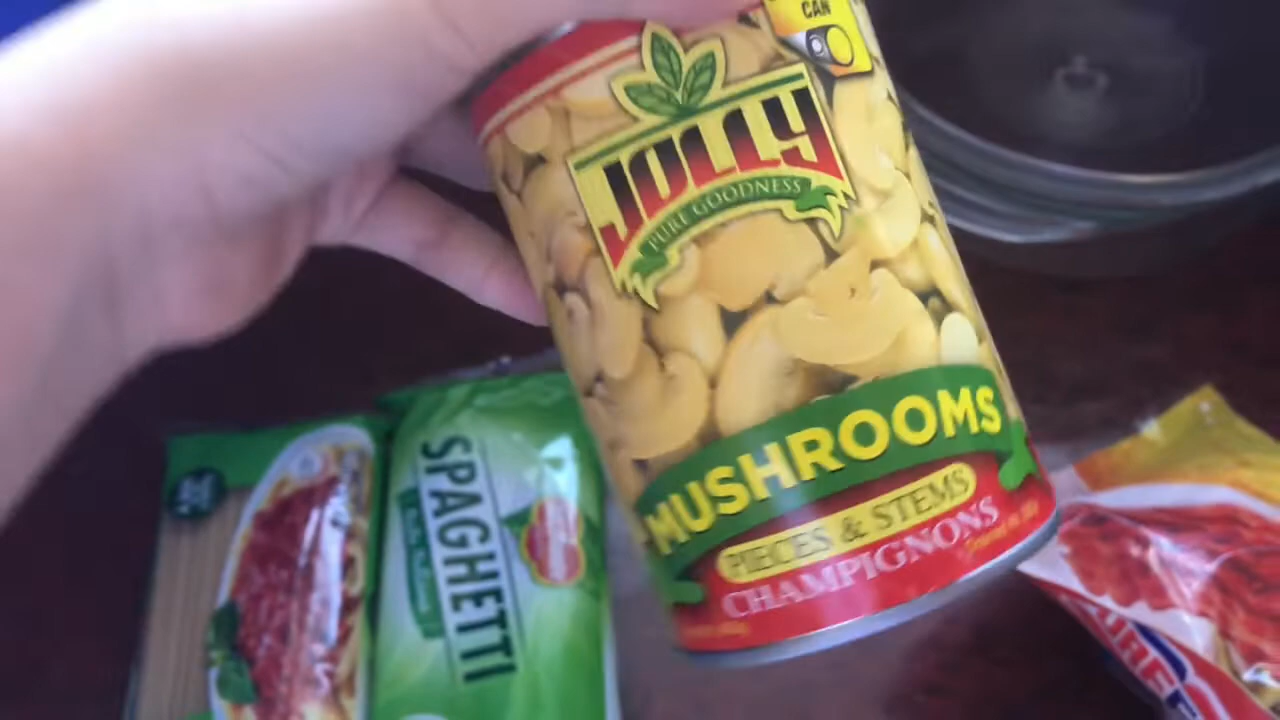 CAN
JOLLY
PURE GOODNESS
MUSHROOMS
PIECES & STEMS
CHAMPIGNONS
SPAGHETTI